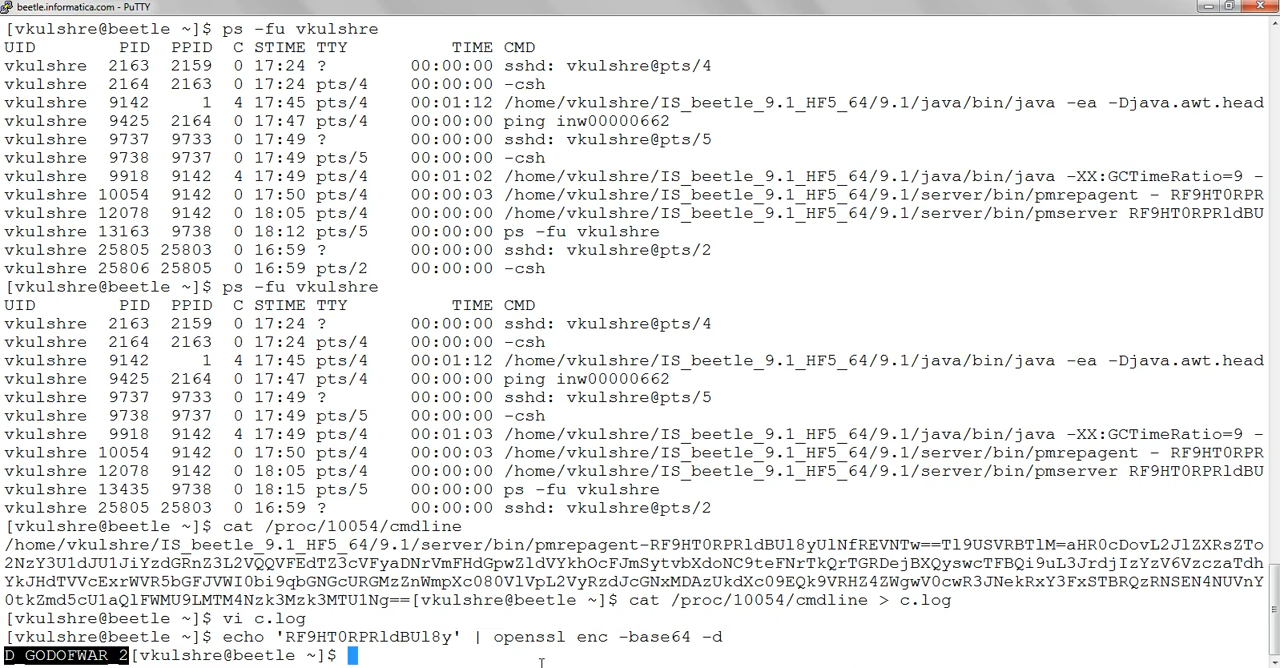 beetle.informatica.com - PuTTY
[vkulshre@beetle ~]$ ps -fu vkulshre
UID PID PPID C STIME TTY TIME CMD
vkulshre 2163 2159 0 17:24 ? 00:00:00 sshd: vkulshre@pts/4
vkulshre 2164 2163 0 17:24 pts/4 00:00:00 -csh
vkulshre 9142 1 4 17:45 pts/4 00:01:12 /home/vkulshre/IS_beetle_9.1_HF5_64/9.1/java/bin/java -ea -Djava.awt.head
vkulshre 9425 2164 0 17:47 pts/4 00:00:00 ping inw00000662
vkulshre 9737 9733 0 17:49 ? 00:00:00 sshd: vkulshre@pts/5
vkulshre 9738 9737 0 17:49 pts/5 00:00:00 -csh
vkulshre 9918 9142 4 17:49 pts/4 00:01:02 /home/vkulshre/IS_beetle_9.1_HF5_64/9.1/java/bin/java -XX:GCTimeRatio=9 -
vkulshre 10054 9142 0 17:50 pts/4 00:00:03 /home/vkulshre/IS_beetle_9.1_HF5_64/9.1/server/bin/pmrepagent - RF9HT0RPR
vkulshre 12078 9142 0 18:05 pts/4 00:00:00 /home/vkulshre/IS_beetle_9.1_HF5_64/9.1/server/bin/pmserver RF9HT0RPRldBU
vkulshre 13163 9738 0 18:12 pts/5 00:00:00 ps -fu vkulshre
vkulshre 25805 25803 0 16:59 ? 00:00:00 sshd: vkulshre@pts/2
vkulshre 25806 25805 0 16:59 pts/2 00:00:00 -csh
[vkulshre@beetle ~]$ ps -fu vkulshre
UID PID PPID C STIME TTY TIME CMD
vkulshre 2163 2159 0 17:24 ? 00:00:00 sshd: vkulshre@pts/4
vkulshre 2164 2163 0 17:24 pts/4 00:00:00 -csh
vkulshre 9142 1 4 17:45 pts/4 00:01:12 /home/vkulshre/IS_beetle_9.1_HF5_64/9.1/java/bin/java -ea -Djava.awt.head
vkulshre 9425 2164 0 17:47 pts/4 00:00:00 ping inw00000662
vkulshre 9737 9733 0 17:49 ? 00:00:00 sshd: vkulshre@pts/5
vkulshre 9738 9737 0 17:49 pts/5 00:00:00 -csh
vkulshre 9918 9142 4 17:49 pts/4 00:01:03 /home/vkulshre/IS_beetle_9.1_HF5_64/9.1/java/bin/java -XX:GCTimeRatio=9 -
vkulshre 10054 9142 0 17:50 pts/4 00:00:03 /home/vkulshre/IS_beetle_9.1_HF5_64/9.1/server/bin/pmrepagent - RF9HT0RPR
vkulshre 12078 9142 0 18:05 pts/4 00:00:00 /home/vkulshre/IS_beetle_9.1_HF5_64/9.1/server/bin/pmserver RF9HT0RPRldBU
vkulshre 13435 9738 0 18:15 pts/5 00:00:00 ps -fu vkulshre
vkulshre 25805 25803 0 16:59 ? 00:00:00 sshd: vkulshre@pts/2
[vkulshre@beetle ~]$ cat /proc/10054/cmdline
/home/vkulshre/IS_beetle_9.1_HF5_64/9.1/server/bin/pmrepagent-RF9HT0RPRldBUl8yUlNfREVNTw==Tl9USVRBTlM=aHR0cDovL2JlZXRsZTo
2NzY3UldJU1JiYzdGRnZ3L2VQQVFEdTZ3cVFyaDNrVmFHdGpwZldVYkhOcFJmSytvbXdoNC9teFNrTkQrTGRDejBXQyswcTFBQi9uL3JrdjIzYzV6VzczaTdh
YkJHdTVVcExrWVR5bGFJVWI0bi9qbGNGcURGMzZnWmpXc080VlVpL2VyRzdJcGNxMDAzUkdXc09EQk9VRHZ4ZWgwV0cwR3JNekRxY3FxSTBRQzRNSEN4NUVnY
0tkZmd5cU1aQlFWMU9LMTM4Nzk3Mzk3MTU1Ng==[vkulshre@beetle ~]$ cat /proc/10054/cmdline > c.log
[vkulshre@beetle ~]$ vi c.log
[vkulshre@beetle ~]$ echo 'RF9HT0RPRldBUl8y' | openssl enc -base64 -d
D_GODOFWAR_2[vkulshre@beetle ~]$